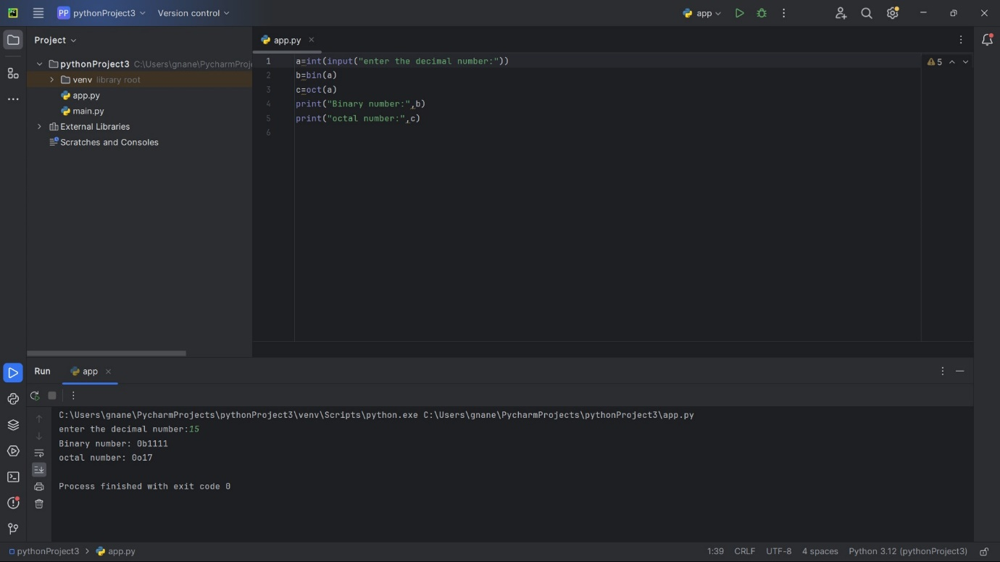 PC
PP pythonProject3
Version control
app
Project
app.py
pythonProject3 C:\Users\gnane\PycharmProj
venv library root
app.py
main.py
External Libraries
Scratches and Consoles
1 a=int(input("enter the decimal number:"))
2 b=bin(a)
3 c=oct(a)
4 print("Binary number:",b)
5 print("octal number:",c)
6
5
Run
app
C:\Users\gnane\PycharmProjects\pythonProject3\venv\Scripts\python.exe C:\Users\gnane\PycharmProjects\pythonProject3\app.py
enter the decimal number:15
Binary number: 0b1111
octal number: 0o17
Process finished with exit code 0
pythonProject3 > app.py
1:39 CRLF UTF-8 4 spaces Python 3.12 (pythonProject3)